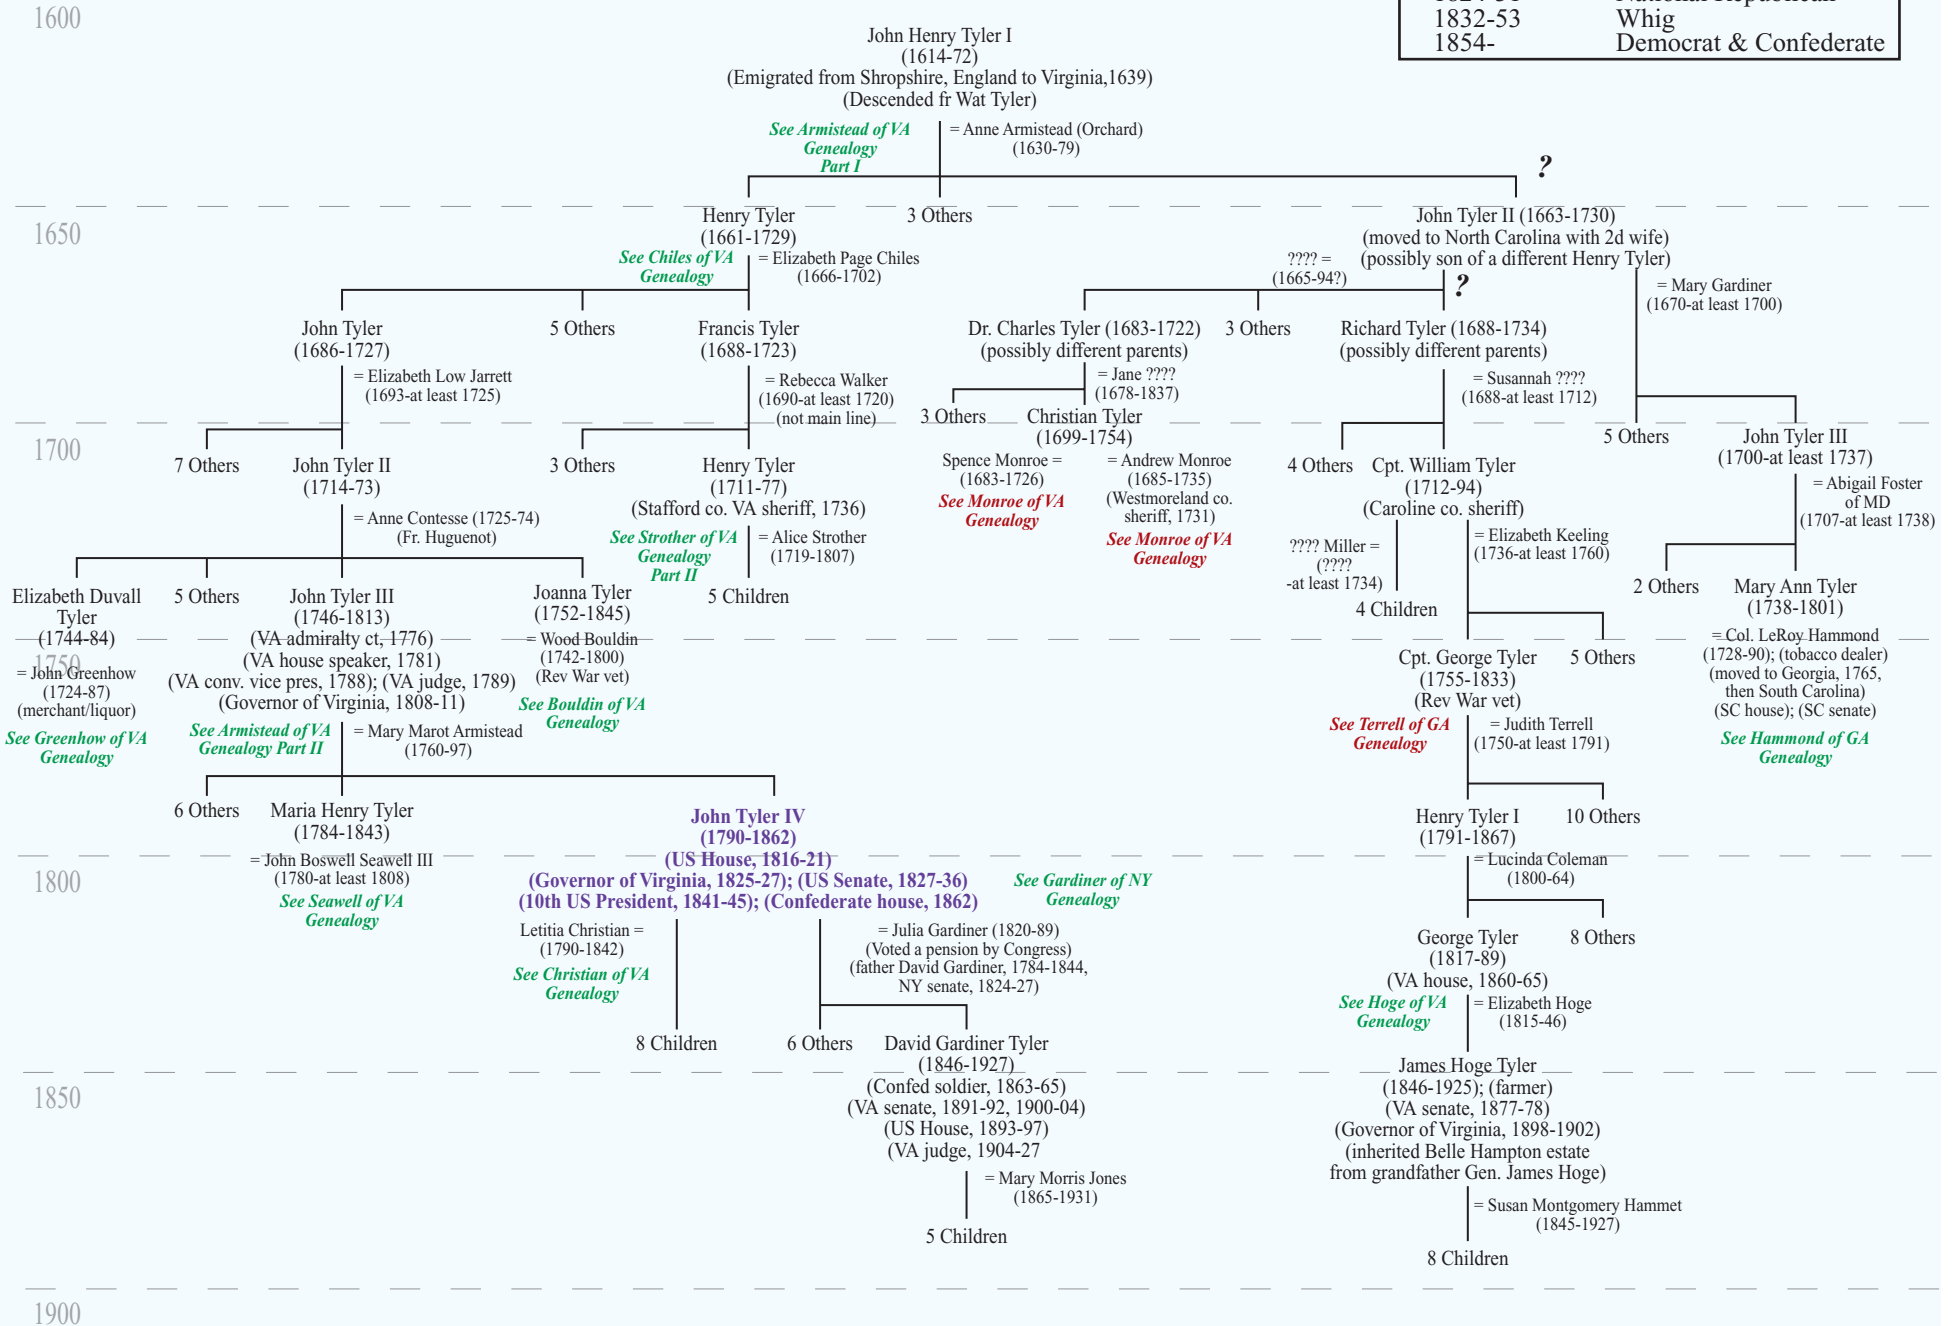 1600
1832-53 Whig
1854- Democrat & Confederate
John Henry Tyler I
(1614-72)
(Emigrated from Shropshire, England to Virginia,1639)
(Descended fr Wat Tyler)
See Armistead of VA
Genealogy
Part I
= Anne Armistead (Orchard)
(1630-79)
?
1650
Henry Tyler
(1661-1729)
3 Others
John Tyler II (1663-1730)
(moved to North Carolina with 2d wife)
(possibly son of a different Henry Tyler)
See Chiles of VA
Genealogy
= Elizabeth Page Chiles
(1666-1702)
???? =
(1665-94?)
?
= Mary Gardiner
(1670-at least 1700)
John Tyler
(1686-1727)
5 Others
Francis Tyler
(1688-1723)
Dr. Charles Tyler (1683-1722)
(possibly different parents)
3 Others
Richard Tyler (1688-1734)
(possibly different parents)
= Elizabeth Low Jarrett
(1693-at least 1725)
= Rebecca Walker
(1690-at least 1720)
(not main line)
= Jane ????
(1678-1837)
= Susannah ????
(1688-at least 1712)
3 Others
Christian Tyler
(1699-1754)
1700
7 Others
John Tyler II
(1714-73)
3 Others
Henry Tyler
(1711-77)
(Stafford co. VA sheriff, 1736)
Spence Monroe =
(1683-1726)
See Monroe of VA
Genealogy
= Andrew Monroe
(1685-1735)
(Westmoreland co.
sheriff, 1731)
See Monroe of VA
Genealogy
4 Others
Cpt. William Tyler
(1712-94)
(Caroline co. sheriff)
5 Others
John Tyler III
(1700-at least 1737)
= Abigail Foster
of MD
(1707-at least 1738)
= Anne Contesse (1725-74)
(Fr. Huguenot)
See Strother of VA
Genealogy
Part II
= Alice Strother
(1719-1807)
???? Miller =
(????
-at least 1734)
= Elizabeth Keeling
(1736-at least 1760)
Elizabeth Duvall
Tyler
(1744-84)
5 Others
John Tyler III
(1746-1813)
(VA admiralty ct, 1776)
(VA house speaker, 1781)
(VA conv. vice pres, 1788); (VA judge, 1789)
(Governor of Virginia, 1808-11)
Joanna Tyler
(1752-1845)
5 Children
4 Children
2 Others
Mary Ann Tyler
(1738-1801)
1750
= John Greenhow
(1724-87)
(merchant/liquor)
See Greenhow of VA
Genealogy
= Wood Bouldin
(1742-1800)
(Rev War vet)
See Bouldin of VA
Genealogy
Cpt. George Tyler
(1755-1833)
(Rev War vet)
5 Others
= Col. LeRoy Hammond
(1728-90); (tobacco dealer)
(moved to Georgia, 1765,
then South Carolina)
(SC house); (SC senate)
See Hammond of GA
Genealogy
See Armistead of VA
Genealogy Part II
= Mary Marot Armistead
(1760-97)
See Terrell of GA
Genealogy
= Judith Terrell
(1750-at least 1791)
6 Others
Maria Henry Tyler
(1784-1843)
John Tyler IV
(1790-1862)
(US House, 1816-21)
(Governor of Virginia, 1825-27); (US Senate, 1827-36)
(10th US President, 1841-45); (Confederate house, 1862)
Henry Tyler I
(1791-1867)
10 Others
1800
= John Boswell Seawell III
(1780-at least 1808)
See Seawell of VA
Genealogy
See Gardiner of NY
Genealogy
= Lucinda Coleman
(1800-64)
Letitia Christian =
(1790-1842)
See Christian of VA
Genealogy
= Julia Gardiner (1820-89)
(Voted a pension by Congress)
(father David Gardiner, 1784-1844,
NY senate, 1824-27)
George Tyler
(1817-89)
(VA house, 1860-65)
8 Others
See Hoge of VA
Genealogy
= Elizabeth Hoge
(1815-46)
8 Children
6 Others
David Gardiner Tyler
(1846-1927)
(Confed soldier, 1863-65)
(VA senate, 1891-92, 1900-04)
(US House, 1893-97)
(VA judge, 1904-27
James Hoge Tyler
(1846-1925); (farmer)
(VA senate, 1877-78)
(Governor of Virginia, 1898-1902)
(inherited Belle Hampton estate
from grandfather Gen. James Hoge)
1850
= Mary Morris Jones
(1865-1931)
= Susan Montgomery Hammet
(1845-1927)
5 Children
8 Children
1900